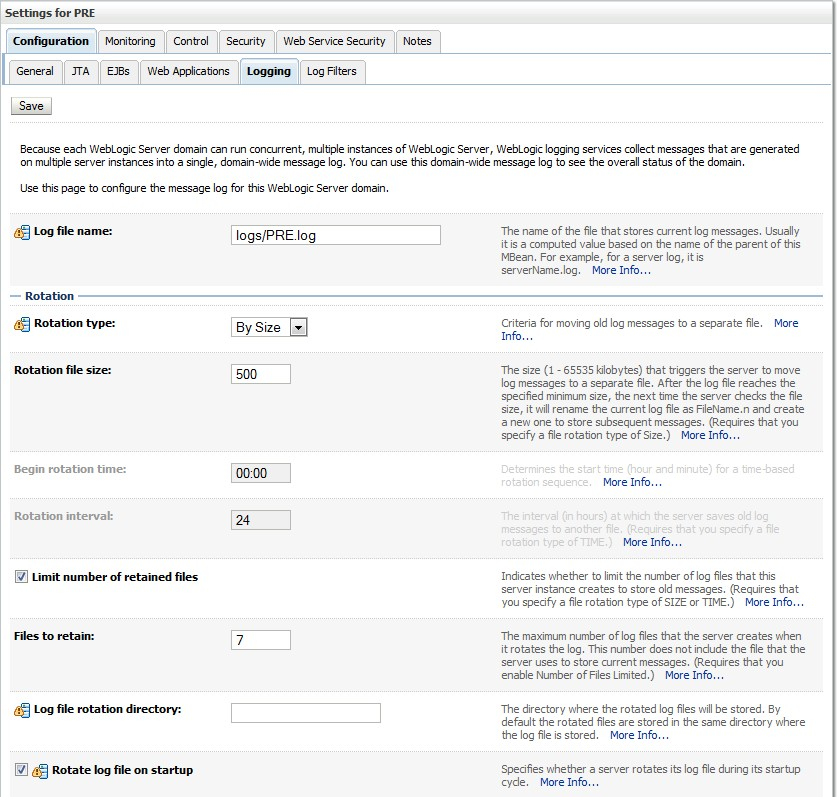 Settings for PRE
Configuration Monitoring Control Security Web Service Security Notes
General JTA EJBs Web Applications Logging Log Filters
Save
Because each WebLogic Server domain can run concurrent, multiple instances of WebLogic Server, WebLogic logging services collect messages that are generated
on multiple server instances into a single, domain-wide message log. You can use this domain-wide message log to see the overall status of the domain.
Use this page to configure the message log for this WebLogic Server domain.
Log file name:
logs/PRE.log
The name of the file that stores current log messages. Usually
it is a computed value based on the name of the parent of this
MBean. For example, for a server log, it is
serverName.log. More Info...
Rotation
Rotation type:
By Size
Criteria for moving old log messages to a separate file. More
Info...
Rotation file size:
500
The size (1 - 65535 kilobytes) that triggers the server to move
log messages to a separate file. After the log file reaches the
specified minimum size, the next time the server checks the file
size, it will rename the current log file as FileName.n and create
a new one to store subsequent messages. (Requires that you
specify a file rotation type of Size.) More Info...
Begin rotation time:
00:00
Determines the start time (hour and minute) for a time-based
rotation sequence. More Info...
Rotation interval:
24
The interval (in hours) at which the server saves old log
messages to another file. (Requires that you specify a file
rotation type of TIME.) More Info...
Limit number of retained files
Indicates whether to limit the number of log files that this
server instance creates to store old messages. (Requires that
you specify a file rotation type of SIZE or TIME.) More Info...
Files to retain:
7
The maximum number of log files that the server creates when
it rotates the log. This number does not include the file that the
server uses to store current messages. (Requires that you
enable Number of Files Limited.) More Info...
Log file rotation directory:
The directory where the rotated log files will be stored. By
default the rotated files are stored in the same directory where
the log file is stored. More Info...
Rotate log file on startup
Specifies whether a server rotates its log file during its startup
cycle. More Info...